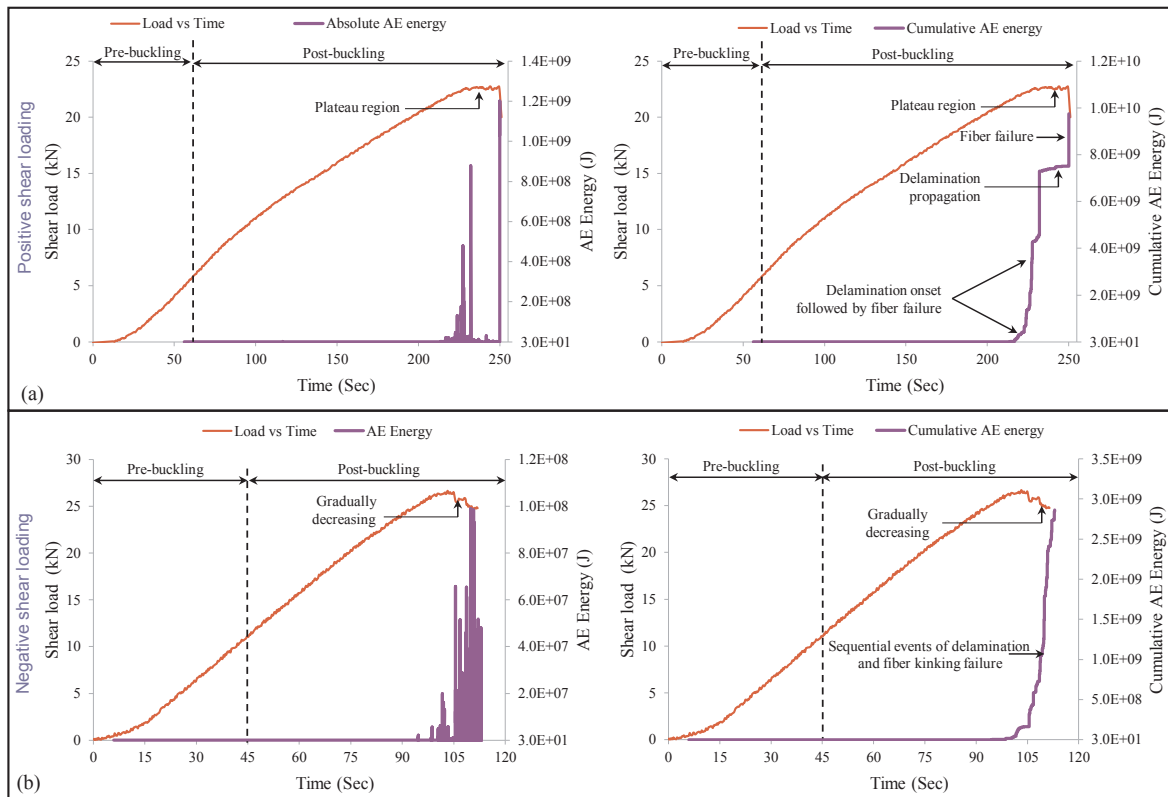 Load vs Time
Absolute AE energy
Pre-buckling
Post-buckling
Plateau region
25
20
15
10
5
0
Shear load (kN)
1.4E+09
1.2E+09
1.0E+09
8.0E+08
6.0E+08
4.0E+08
2.0E+08
3.0E+01
AE Energy (J)
0 50 100 150 200 250
Time (Sec)
Positive shear loading
(a)
Load vs Time
Cumulative AE energy
Pre-buckling
Post-buckling
Plateau region
Fiber failure
Delamination
propagation
Delamination onset
followed by fiber failure
25
20
15
10
5
0
Shear load (kN)
1.2E+10
1.0E+10
8.0E+09
6.0E+09
4.0E+09
2.0E+09
3.0E+01
Cumulative AE Energy (J)
0 50 100 150 200 250
Time (Sec)
Load vs Time
AE Energy
Pre-buckling
Post-buckling
Gradually
decreasing
30
25
20
15
10
5
0
Shear load (kN)
1.2E+08
1.0E+08
8.0E+07
6.0E+07
4.0E+07
2.0E+07
3.0E+01
AE Energy (J)
0 15 30 45 60 75 90 105 120
Time (Sec)
Negative shear loading
(b)
Load vs Time
Cumulative AE energy
Pre-buckling
Post-buckling
Gradually
decreasing
Sequential events of delamination
and fiber kinking failure
30
25
20
15
10
5
0
Shear load (kN)
3.5E+09
3.0E+09
2.5E+09
2.0E+09
1.5E+09
1.0E+09
5.0E+08
3.0E+01
Cumulative AE Energy (J)
0 15 30 45 60 75 90 105 120
Time (Sec)